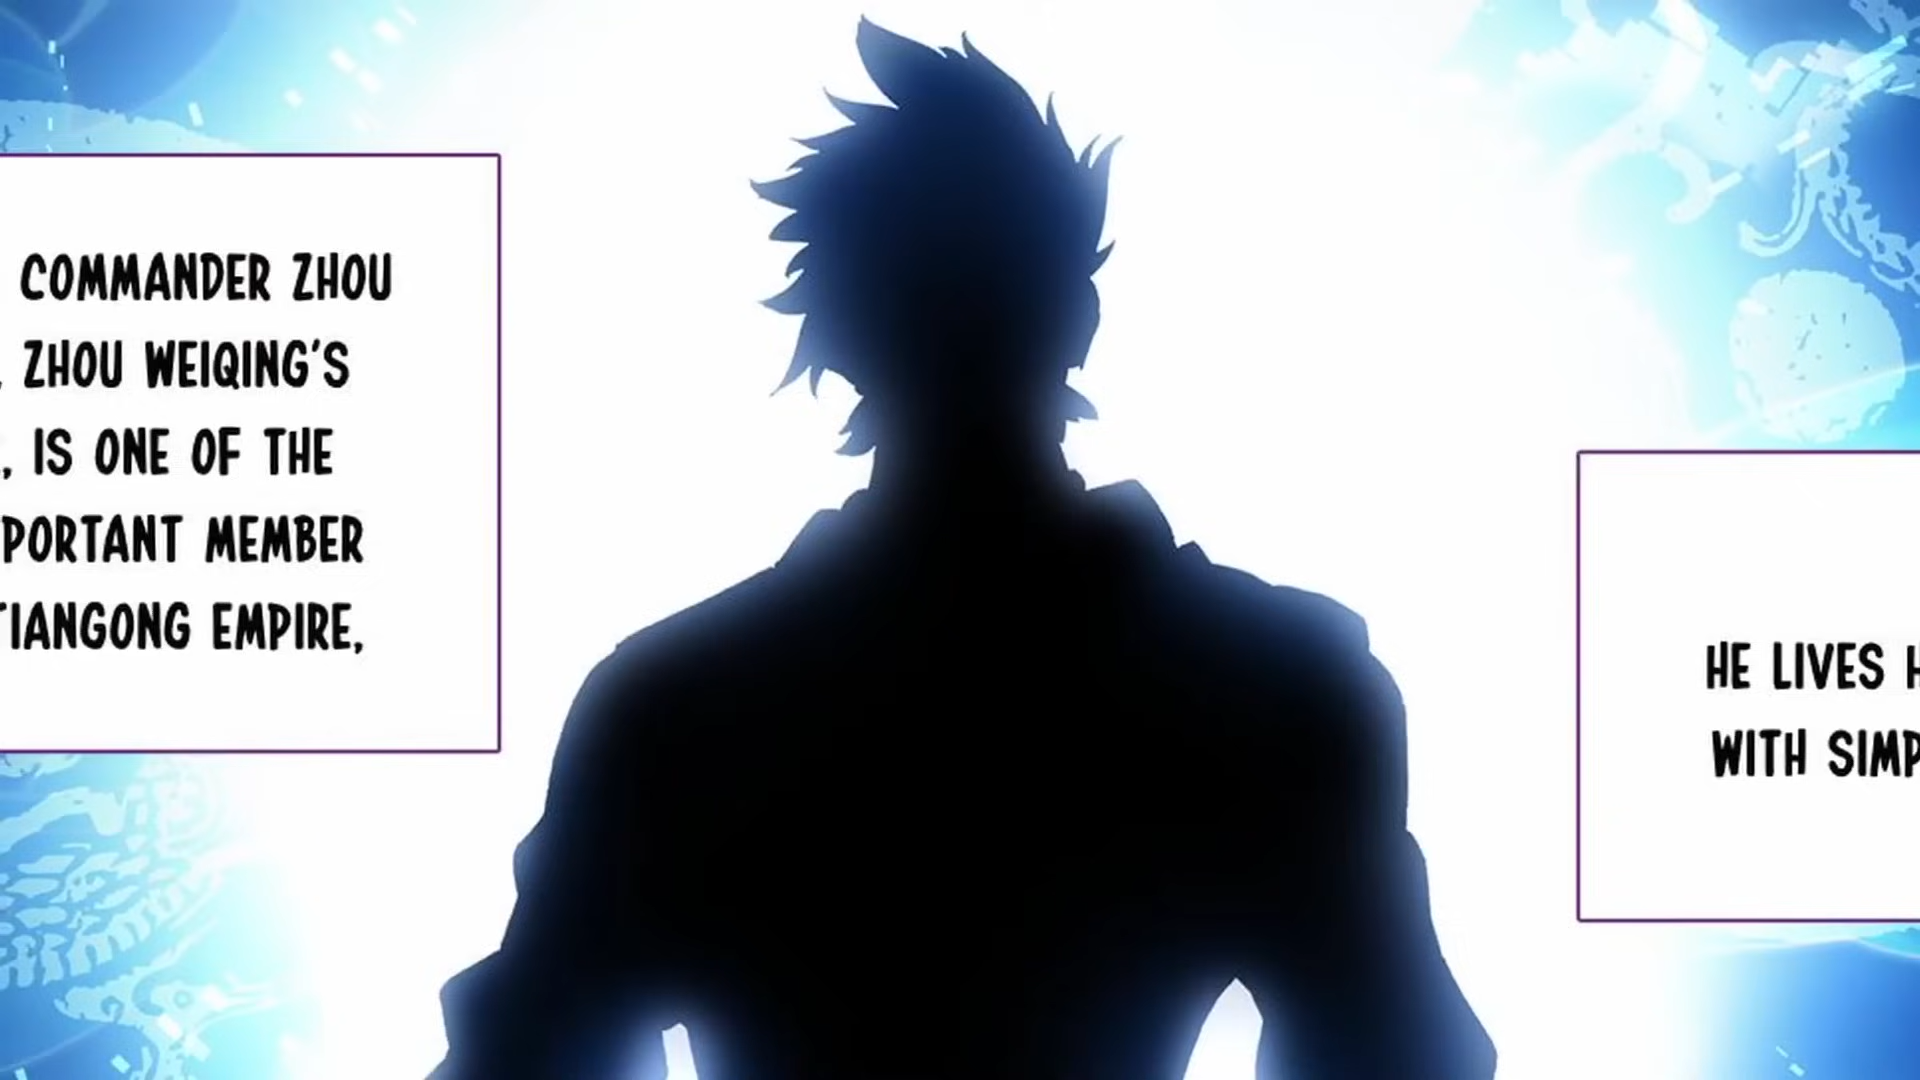 COMMANDER ZHOU
, ZHOU WEIQING'S
, IS ONE OF THE
PORTANT MEMBER
TIANGONG EMPIRE,
HE LIVES H
WITH SIMP